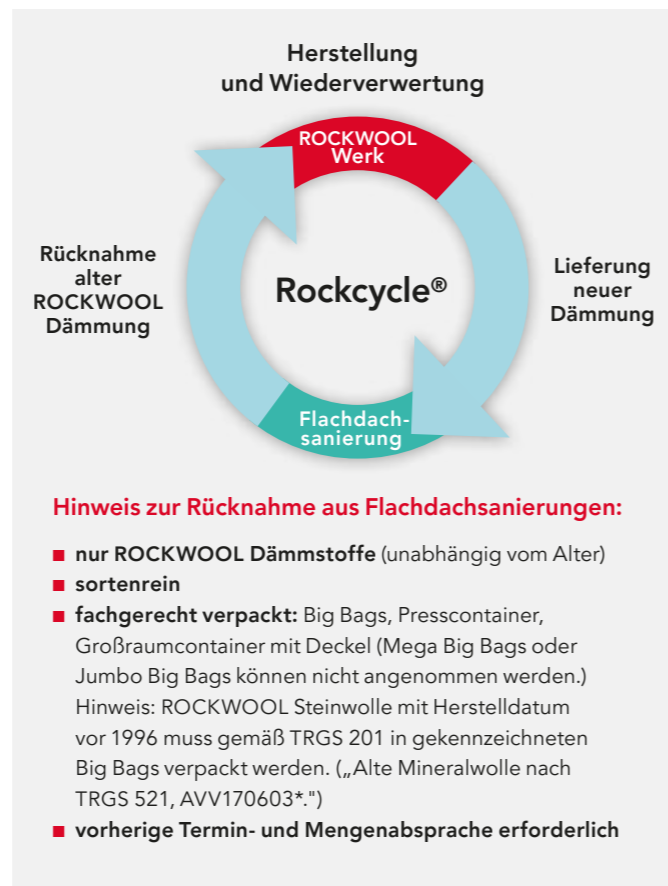 Herstellung
und Wiederverwertung
ROCKWOOL
Werk
Rücknahme
alter
ROCKWOOL
Dämmung
Rockcycle®
Lieferung
neuer
Dämmung
Flachdach-
sanierung
Hinweis zur Rücknahme aus Flachdachsanierungen:
■ nur ROCKWOOL Dämmstoffe (unabhängig vom Alter)
■ sortenrein
■ fachgerecht verpackt: Big Bags, Presscontainer,
Großraumcontainer mit Deckel (Mega Big Bags oder
Jumbo Big Bags können nicht angenommen werden.)
Hinweis: ROCKWOOL Steinwolle mit Herstelldatum
vor 1996 muss gemäß TRGS 201 in gekennzeichneten
Big Bags verpackt werden. („Alte Mineralwolle nach
TRGS 521, AVV170603*.")
■ vorherige Termin- und Mengenabsprache erforderlich